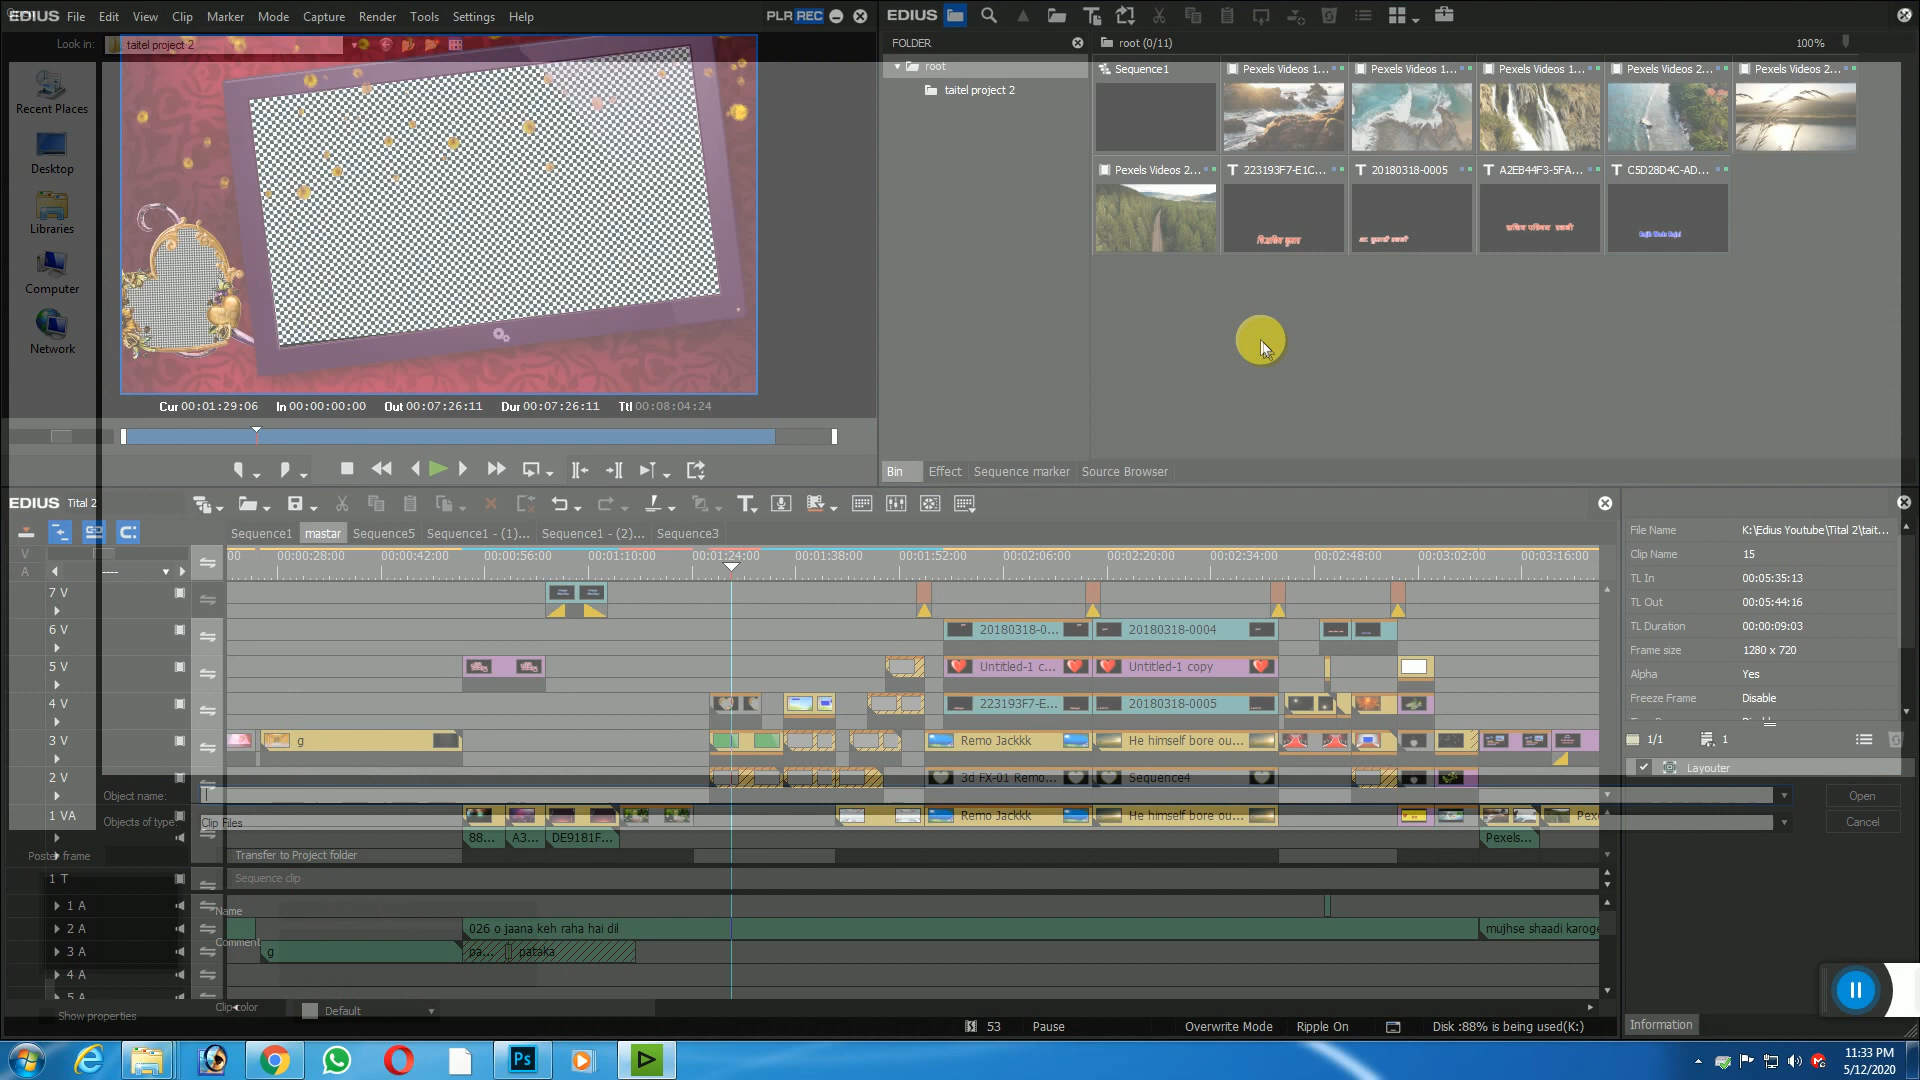 EDIUS File Edit View Clip Marker Mode Capture Render Tools Settings Help PLR REC
Look in: taitel project 2
Recent Places
Desktop
Libraries
Computer
Network
Cur 00:01:29:06 In 00:00:00:00 Out 00:07:26:11 Dur 00:07:26:11 Ttl 00:08:04:24
EDIUS
FOLDER
root (0/11) 100%
root
taitel project 2
Sequence1 Pexels Videos 1... Pexels Videos 1... Pexels Videos 1... Pexels Videos 2... Pexels Videos 2...
Pexels Videos 2... T 223193F7-E1C... T 20180318-0005 T A2EB44F3-5FA... T C5D28D4C-AD...
Bin Effect Sequence marker Source Browser
EDIUS Tital 2
Sequence1 mastar Sequence5 Sequence1 - (1)... Sequence1 - (2)... Sequence3
V
A
00 00:00:28:00 00:00:42:00 00:00:56:00 00:01:10:00 00:01:24:00 00:01:38:00 00:01:52:00 00:02:06:00 00:02:20:00 00:02:34:00 00:02:48:00 00:03:02:00 00:03:16:00
7 V
6 V 20180318-0... 20180318-0004
5 V Untitled-1 c... Untitled-1 copy
4 V 223193F7-E... 20180318-0005
3 V g Remo Jackkk He himself bore ou...
2 V 3d FX-01 Remo... Sequence4
Object name:
1 VA Remo Jackkk He himself bore ou... Pex
Objects of type: Clip Files
88... A3... DE9181F... Pexels...
Poster frame Transfer to Project folder
1 T Sequence clip
1 A Name
2 A 026 o jaana keh raha hai dil mujhse shaadi karoge
Comment
3 A g pa... pataka
4 A
5 A
Clip color Default
Show properties
53 Pause Overwrite Mode Ripple On Disk :88% is being used(K:)
File Name K:\Edius Youtube\Tital 2\tait...
Clip Name 15
TL In 00:05:35:13
TL Out 00:05:44:16
TL Duration 00:00:09:03
Frame size 1280 x 720
Alpha Yes
Freeze Frame Disable
1/1 1
Layouter
Open
Cancel
Information
Ps
11:33 PM
5/12/2020